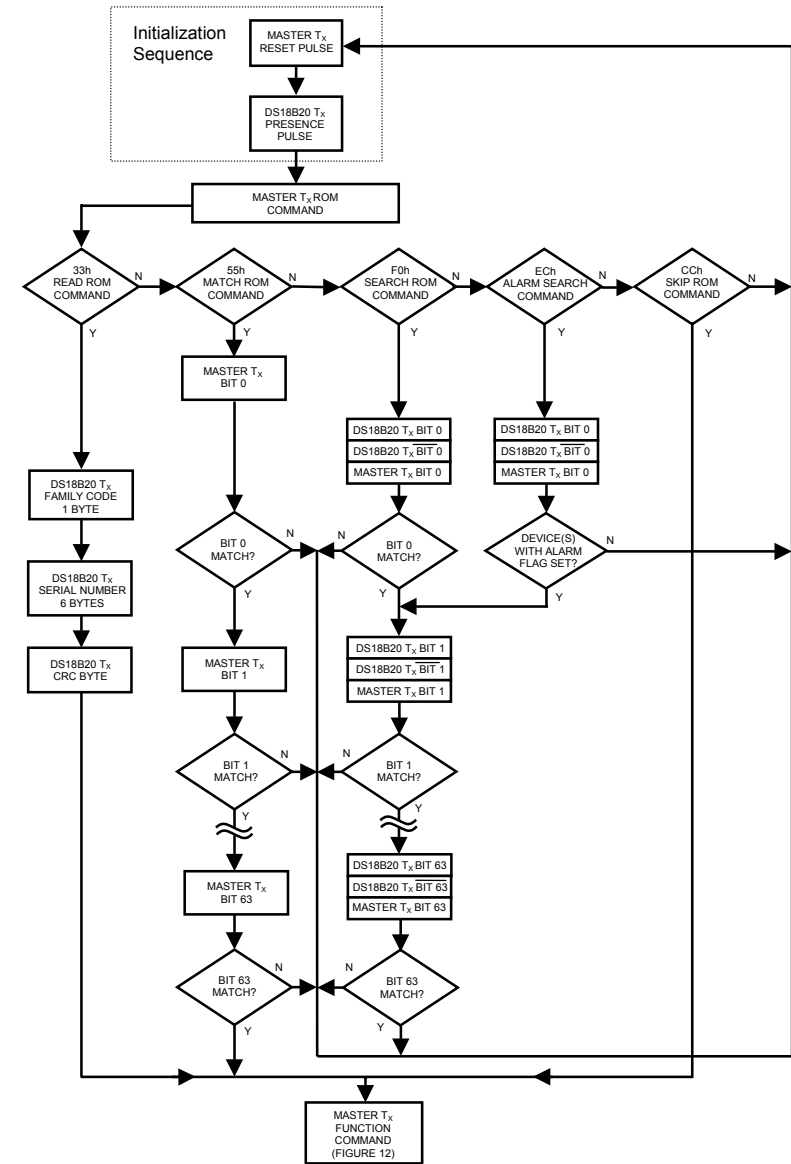 Initialization
Sequence
MASTER TX
RESET PULSE
DS18B20 TX
PRESENCE
PULSE
MASTER TX ROM
COMMAND
33h
READ ROM
COMMAND
N
Y
55h
MATCH ROM
COMMAND
N
Y
F0h
SEARCH ROM
COMMAND
N
Y
ECh
ALARM SEARCH
COMMAND
N
Y
CCh
SKIP ROM
COMMAND
N
Y
MASTER TX
BIT 0
DS18B20 TX BIT 0
DS18B20 TX B̅I̅T̅ ̅0̅
MASTER TX BIT 0
DS18B20 TX BIT 0
DS18B20 TX B̅I̅T̅ ̅0̅
MASTER TX BIT 0
DS18B20 TX
FAMILY CODE
1 BYTE
BIT 0
MATCH?
N
Y
N
BIT 0
MATCH?
Y
DEVICE(S)
WITH ALARM
FLAG SET?
N
Y
DS18B20 TX
SERIAL NUMBER
6 BYTES
DS18B20 TX
CRC BYTE
MASTER TX
BIT 1
DS18B20 TX BIT 1
DS18B20 TX B̅I̅T̅ ̅1̅
MASTER TX BIT 1
BIT 1
MATCH?
N
Y
N
BIT 1
MATCH?
Y
MASTER TX
BIT 63
DS18B20 TX BIT 63
DS18B20 TX B̅I̅T̅ ̅6̅3̅
MASTER TX BIT 63
BIT 63
MATCH?
N
Y
N
BIT 63
MATCH?
Y
MASTER TX
FUNCTION
COMMAND
(FIGURE 12)